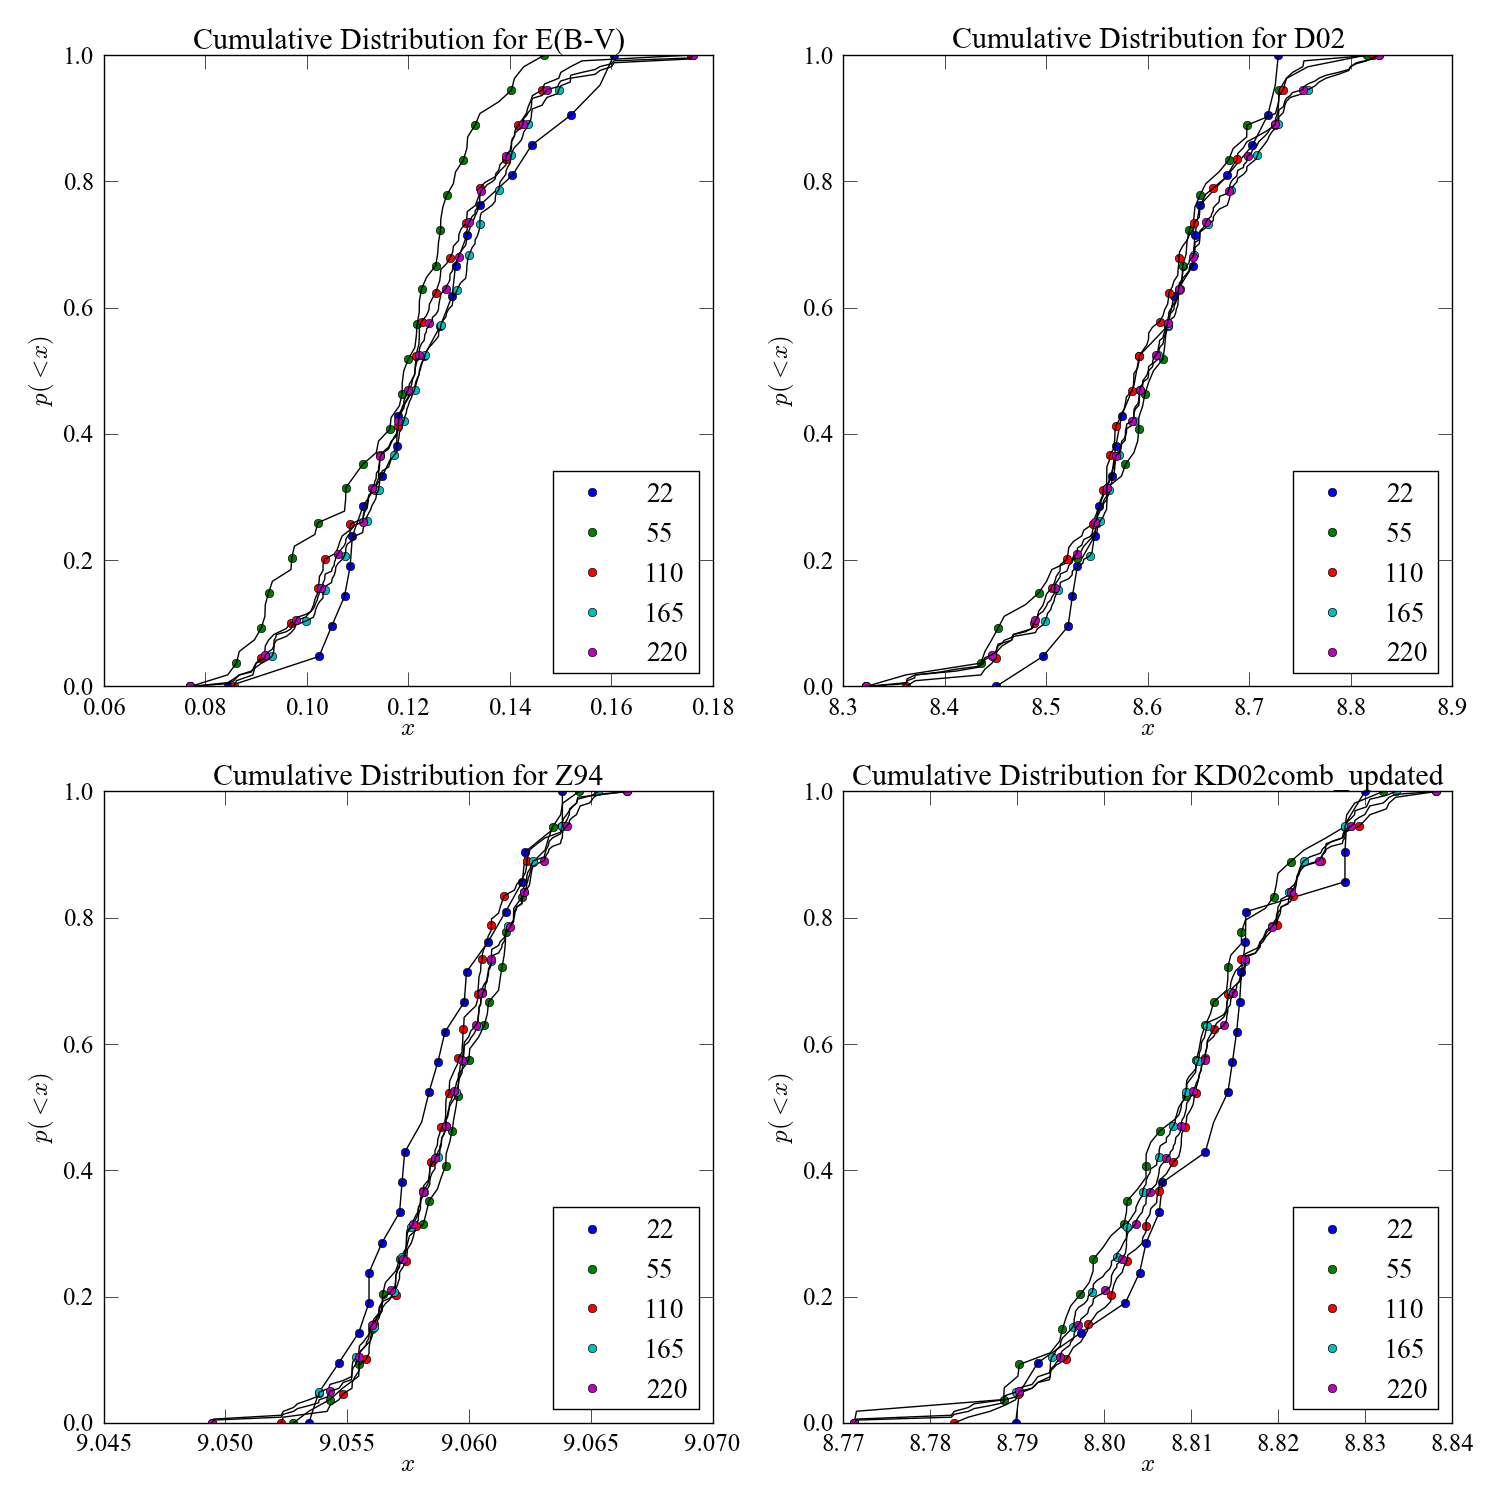 Cumulative Distribution for E(B-V)
1.0
0.8
0.6
0.4
0.2
0.0
p(<x)
0.06 0.08 0.10 0.12 0.14 0.16 0.18
x
22
55
110
165
220
Cumulative Distribution for D02
1.0
0.8
0.6
0.4
0.2
0.0
p(<x)
8.3 8.4 8.5 8.6 8.7 8.8 8.9
x
22
55
110
165
220
Cumulative Distribution for Z94
1.0
0.8
0.6
0.4
0.2
0.0
p(<x)
9.045 9.050 9.055 9.060 9.065 9.070
x
22
55
110
165
220
Cumulative Distribution for KD02comb_updated
1.0
0.8
0.6
0.4
0.2
0.0
p(<x)
8.77 8.78 8.79 8.80 8.81 8.82 8.83 8.84
x
22
55
110
165
220